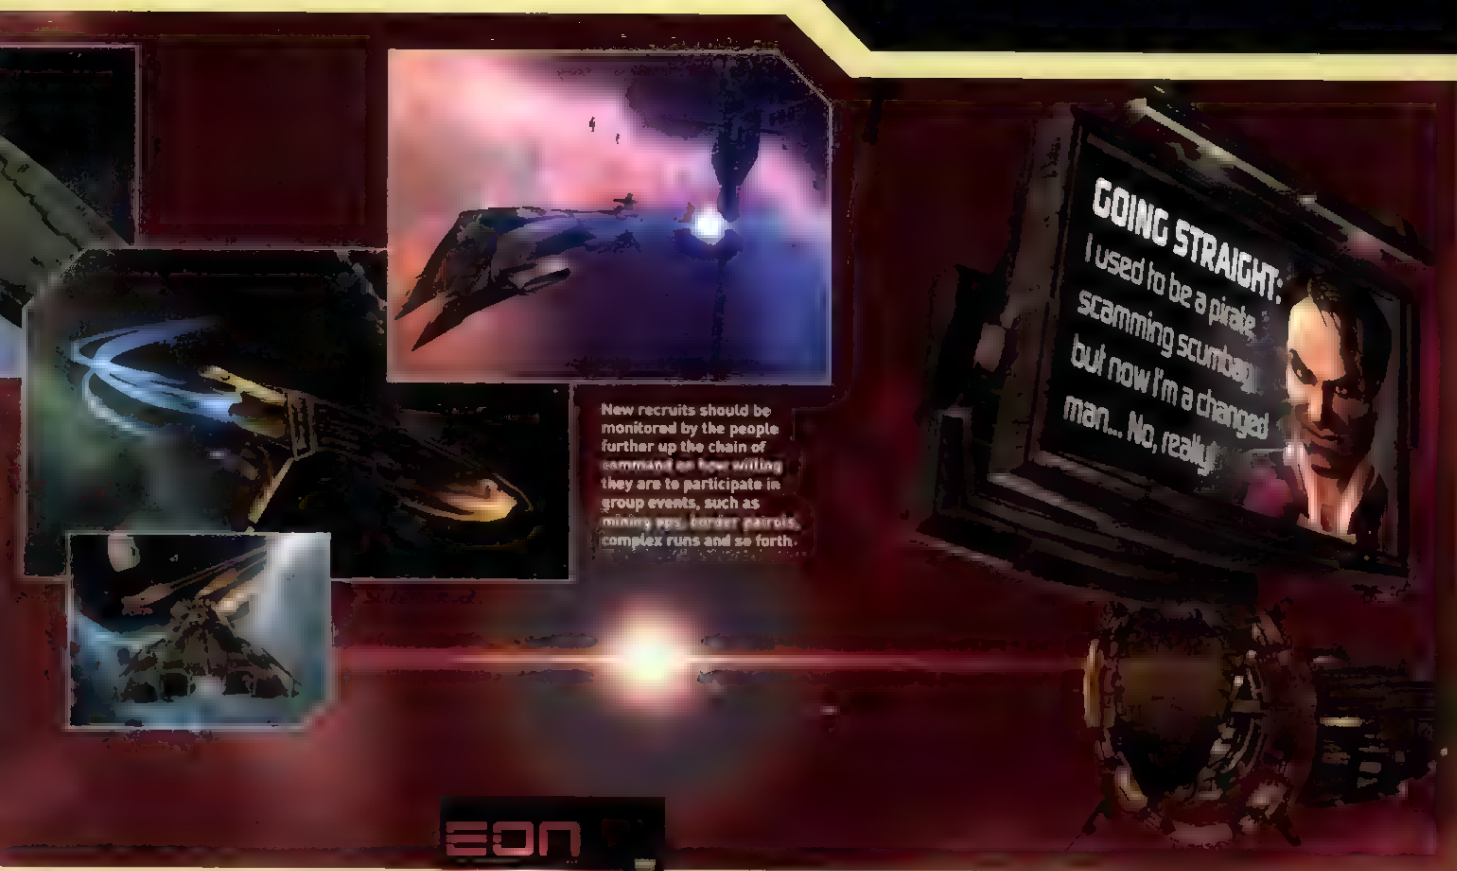 New recruits should be
monitored by the people
further up the chain of
command on how willing
they are to participate in
group events, such as
mining ops, border patrols,
complex runs and so forth.
GOING STRAIGHT:
I used to be a pirate,
scamming scumbag
but now I'm a changed
man... No, really!
EON